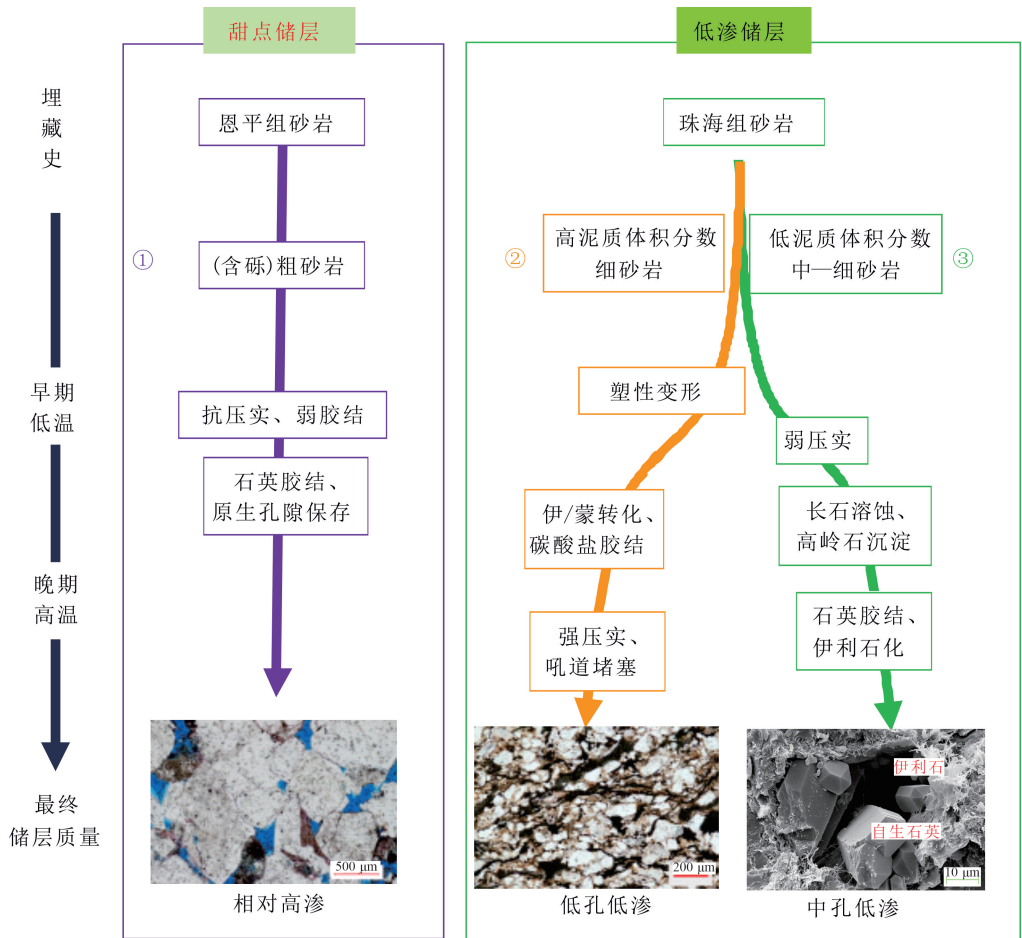 甜点储层
低渗储层
埋
藏
史
早期
低温
晚期
高温
最终
储层质量
恩平组砂岩
①
(含砾)粗砂岩
抗压实、弱胶结
石英胶结、
原生孔隙保存
500 μm
相对高渗
珠海组砂岩
②
高泥质体积分数
细砂岩
低泥质体积分数
中—细砂岩
③
塑性变形
弱压实
伊/蒙转化、
碳酸盐胶结
长石溶蚀、
高岭石沉淀
强压实、
吼道堵塞
石英胶结、
伊利石化
200 μm
低孔低渗
伊利石
自生石英
10 μm
中孔低渗